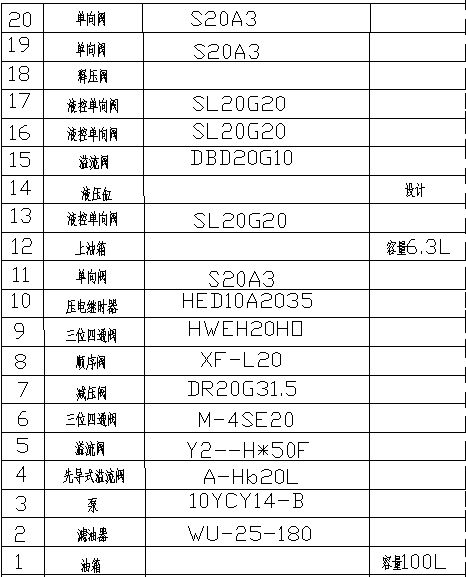 20 单向阀 S20A3
19 单向阀 S20A3
18 释压阀
17 液控单向阀 SL20G20
16 液控单向阀 SL20G20
15 溢流阀 DBD20G10
14 液压缸 设计
13 液控单向阀 SL20G20
12 上油箱 容量6.3L
11 单向阀 S20A3
10 压电继时器 HED10A2035
9 三位四通阀 HWEH20H□
8 顺序阀 XF-L20
7 减压阀 DR20G31.5
6 三位四通阀 M-4SE20
5 溢流阀 Y2--H*50F
4 先导式溢流阀 A-Hb20L
3 泵 10YCY14-B
2 滤油器 WU-25-180
1 油箱 容量100L